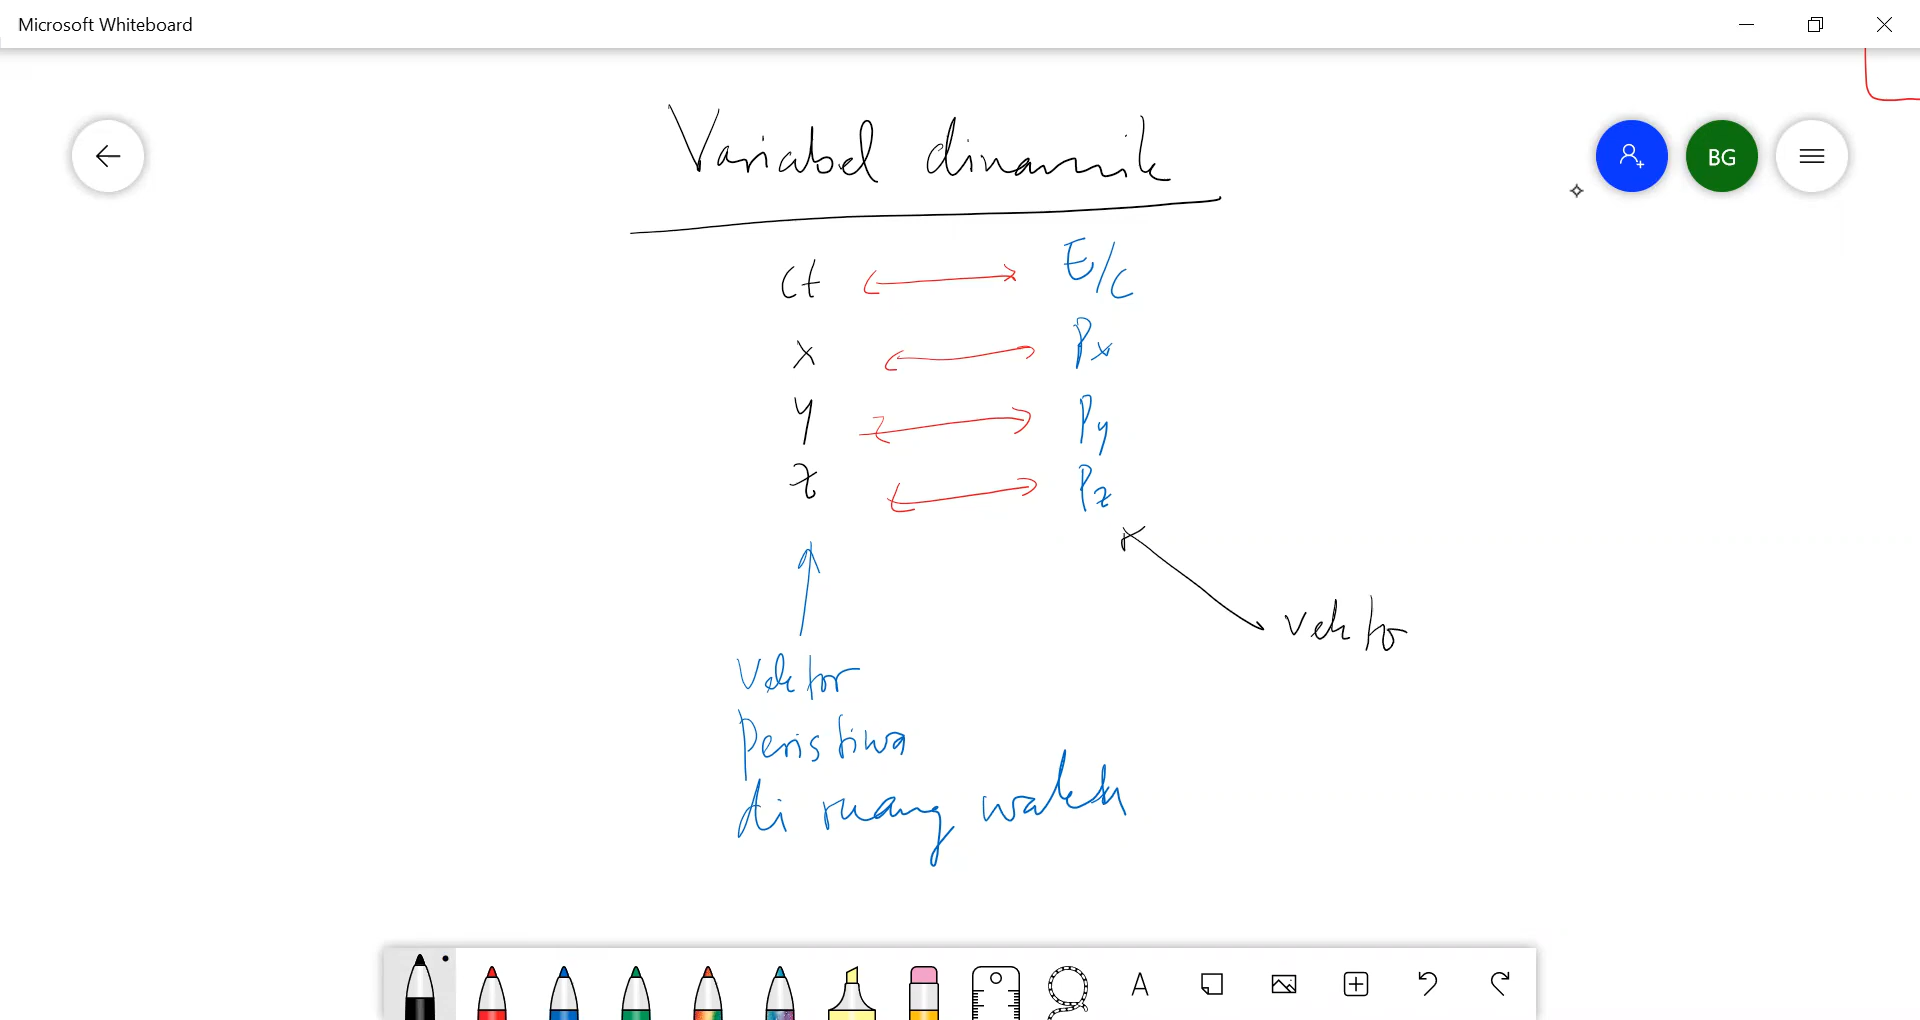 Microsoft Whiteboard
Variabel dinamik
BG
ct E/c
x Px
y Py
z Pz
vektor
Vektor
Peristiwa
di ruang waktu
A